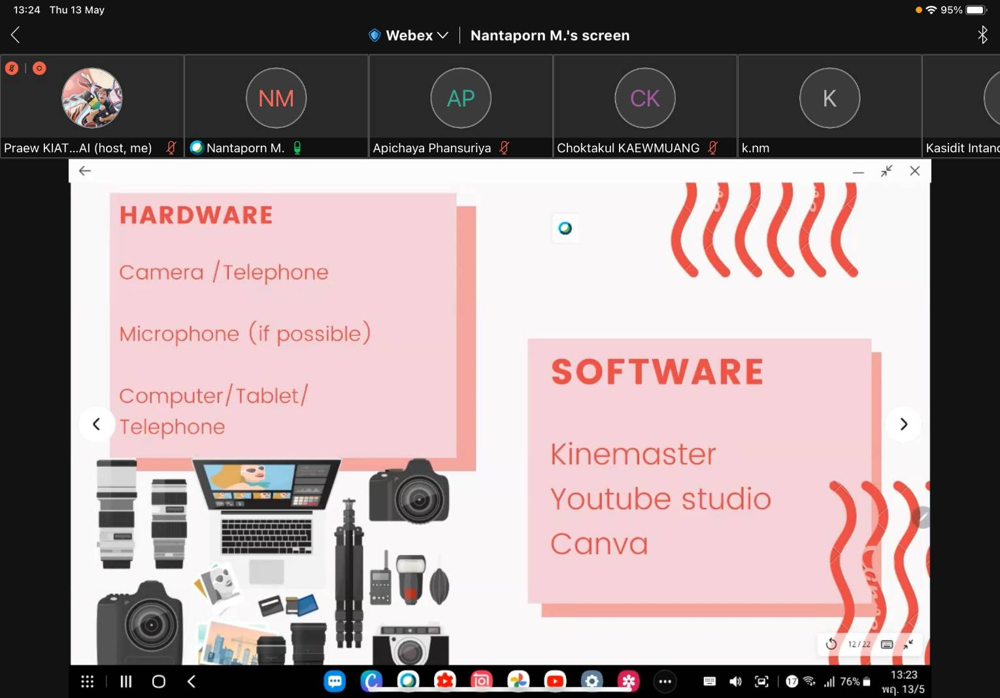 13:24 Thu 13 May
95%
Webex
Nantaporn M.'s screen
NM
AP
CK
K
Praew KIAT...AI (host, me)
Nantaporn M.
Apichaya Phansuriya
Choktakul KAEWMUANG
k.nm
Kasidit Intan
HARDWARE
Camera /Telephone
Microphone (if possible)
Computer/Tablet/
Telephone
SOFTWARE
Kinemaster
Youtube studio
Canva
12/22
17
76%
13:23
พฤ. 13/5